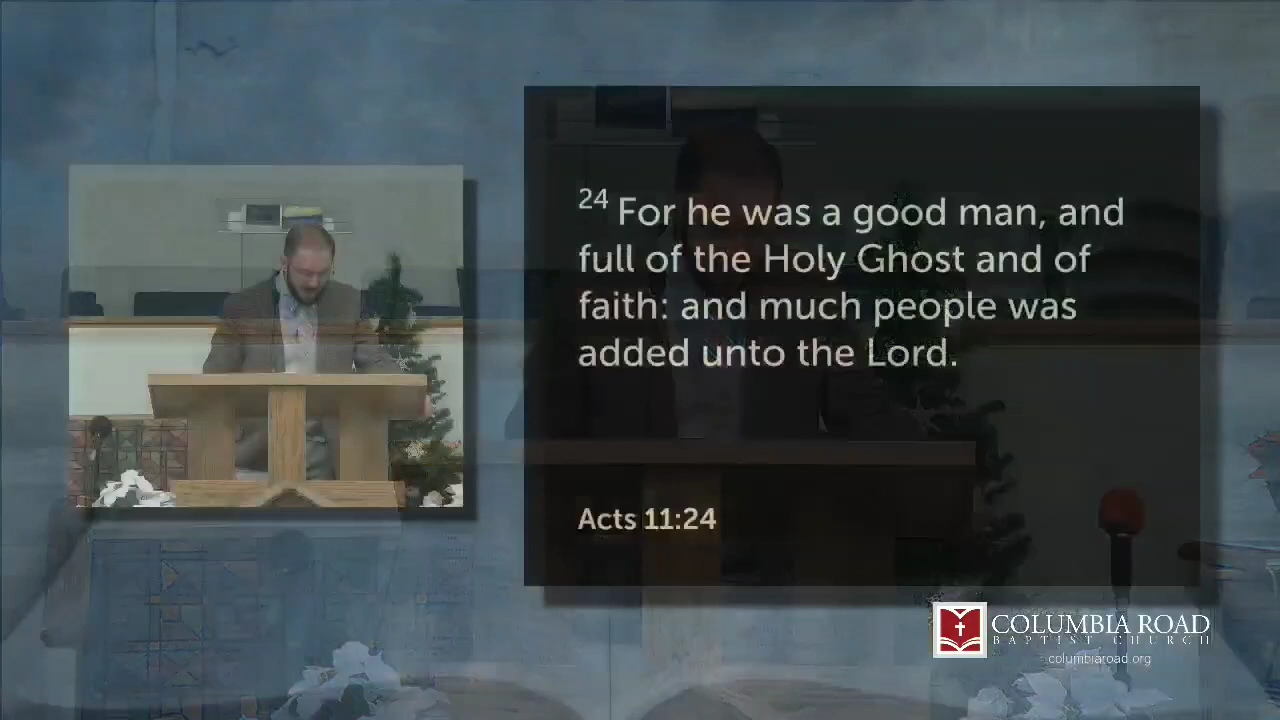 24 For he was a good man, and
full of the Holy Ghost and of
faith: and much people was
added unto the Lord.
Acts 11:24
COLUMBIA ROAD
BAPTIST CHURCH
columbiaroad.org